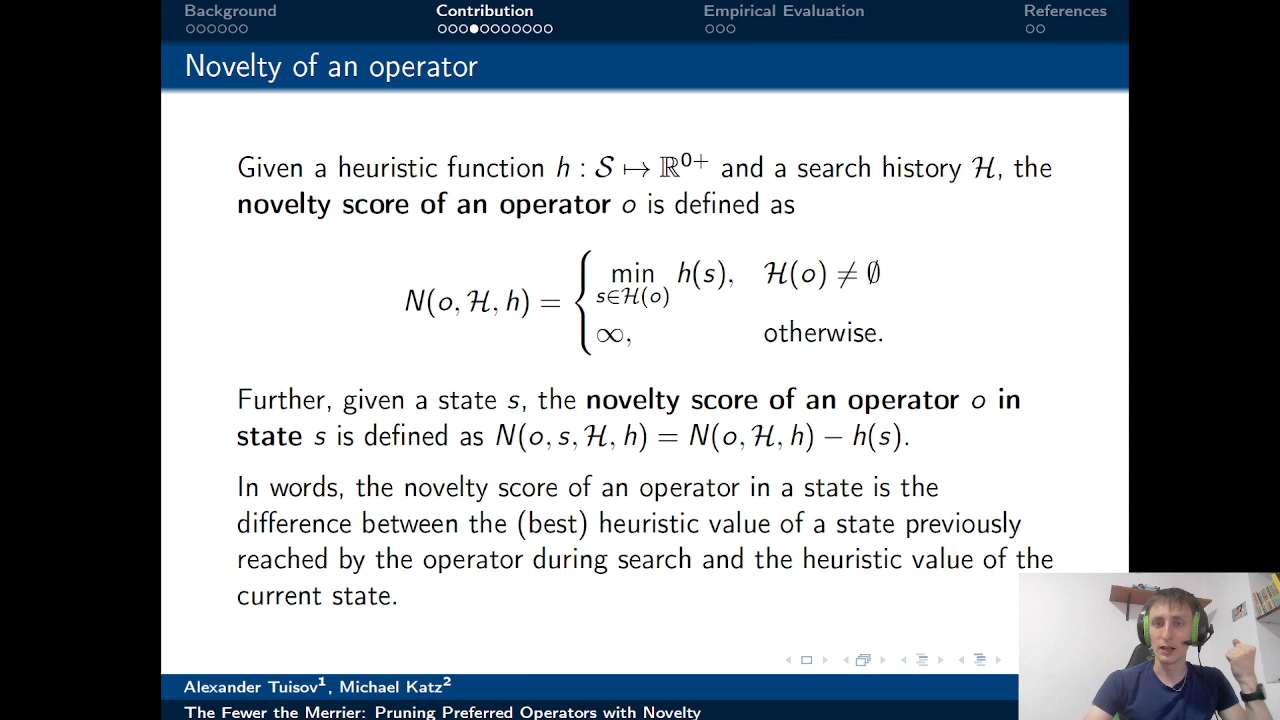 Background Contribution Empirical Evaluation References
Novelty of an operator
Given a heuristic function h : 𝒮 ↦ ℝ⁰⁺ and a search history ℋ, the
novelty score of an operator o is defined as
N(o, ℋ, h) = { min s∈ℋ(o) h(s), ℋ(o) ≠ ∅
∞, otherwise.
Further, given a state s, the novelty score of an operator o in
state s is defined as N(o, s, ℋ, h) = N(o, ℋ, h) − h(s).
In words, the novelty score of an operator in a state is the
difference between the (best) heuristic value of a state previously
reached by the operator during search and the heuristic value of the
current state.
Alexander Tuisov¹, Michael Katz²
The Fewer the Merrier: Pruning Preferred Operators with Novelty